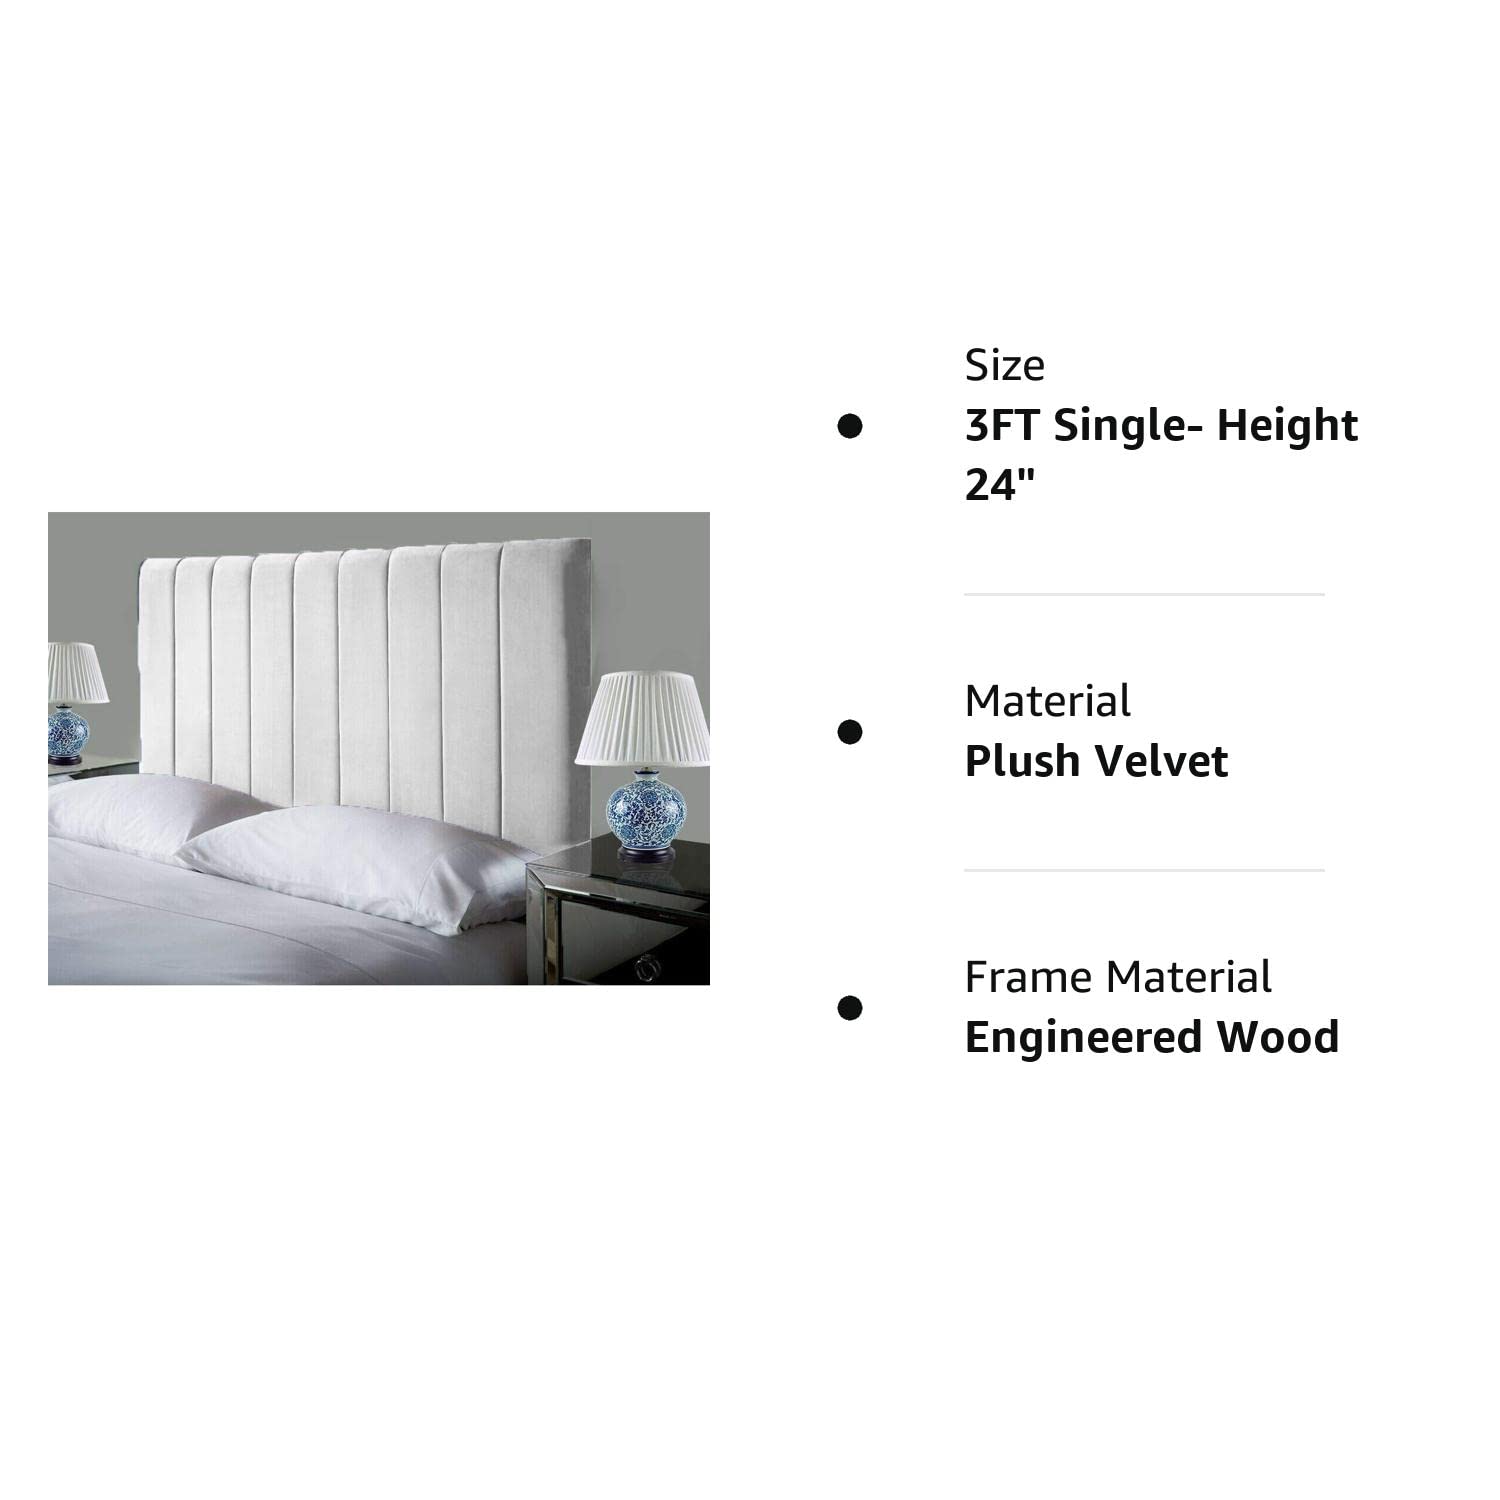 Size
3FT Single- Height
24"
Material
Plush Velvet
Frame Material
Engineered Wood